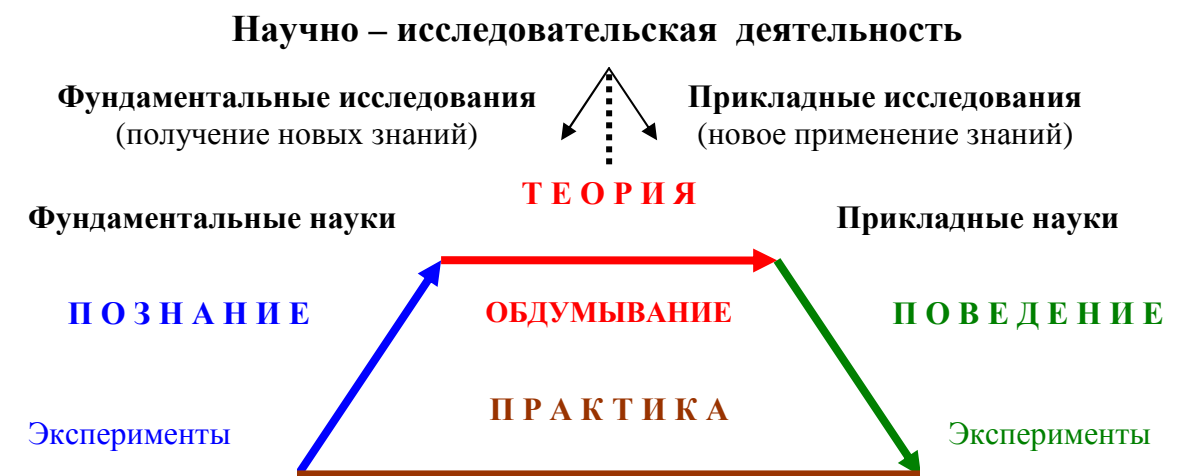 Научно – исследовательская деятельность
Фундаментальные исследования
(получение новых знаний)
Прикладные исследования
(новое применение знаний)
Т Е О Р И Я
Фундаментальные науки
Прикладные науки
П О З Н А Н И Е
ОБДУМЫВАНИЕ
П О В Е Д Е Н И Е
П Р А К Т И К А
Эксперименты
Эксперименты